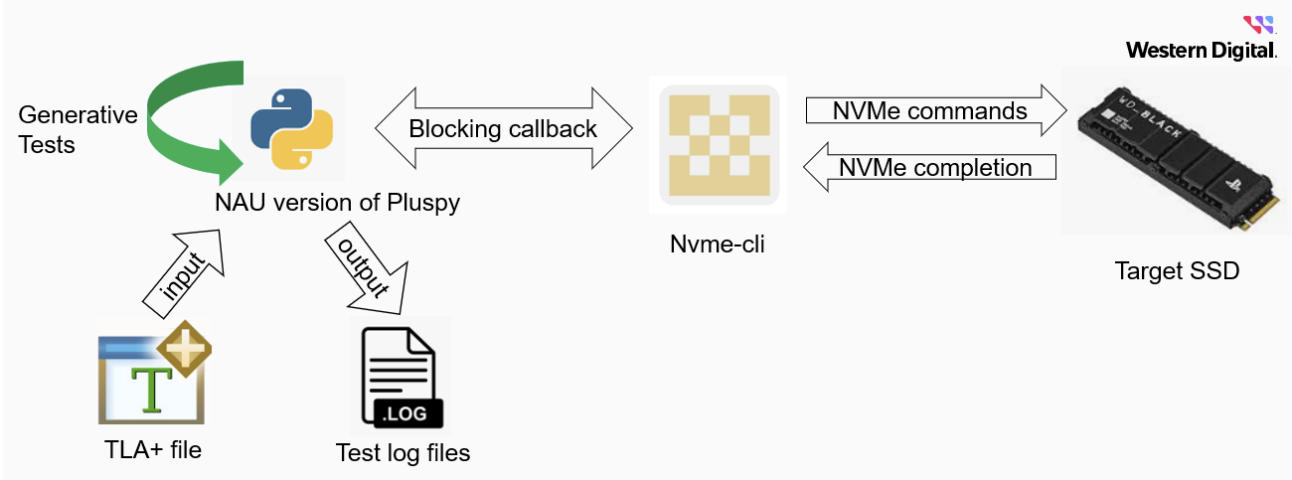 Western Digital.
WD_BLACK
Generative
Tests
Blocking callback
NVMe commands
NVMe completion
NAU version of Pluspy
Nvme-cli
Target SSD
input
output
T
.LOG
TLA+ file
Test log files